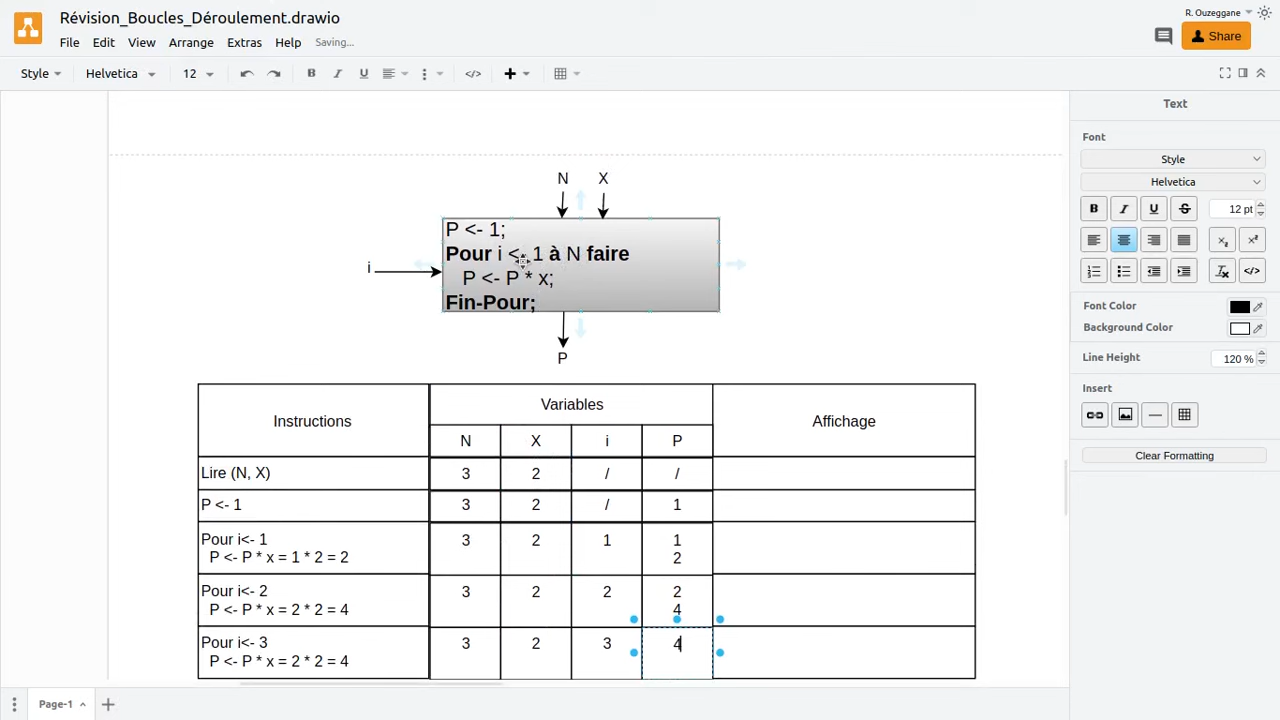 Révision_Boucles_Déroulement.drawio
R. Ouzeggane
File Edit View Arrange Extras Help Saving...
Share
Style Helvetica 12 B I U </>
Text
Font
Style
Helvetica
B I U S 12 pt
Font Color
Background Color
Line Height 120 %
Insert
Clear Formatting
N X
P <- 1;
Pour i <- 1 à N faire
P <- P * x;
Fin-Pour;
i
P
Instructions Variables Affichage
N X i P
Lire (N, X) 3 2 / /
P <- 1 3 2 / 1
Pour i<- 1 3 2 1 1
P <- P * x = 1 * 2 = 2 2
Pour i<- 2 3 2 2 2
P <- P * x = 2 * 2 = 4 4
Pour i<- 3 3 2 3 4
P <- P * x = 2 * 2 = 4
Page-1